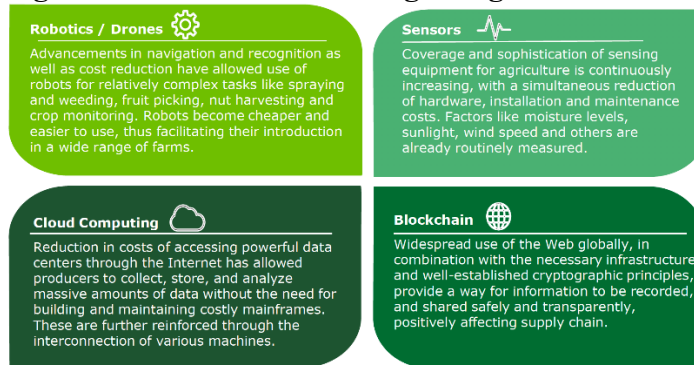 Robotics / Drones
Advancements in navigation and recognition as
well as cost reduction have allowed use of
robots for relatively complex tasks like spraying
and weeding, fruit picking, nut harvesting and
crop monitoring. Robots become cheaper and
easier to use, thus facilitating their introduction
in a wide range of farms.
Sensors
Coverage and sophistication of sensing
equipment for agriculture is continuously
increasing, with a simultaneous reduction
of hardware, installation and maintenance
costs. Factors like moisture levels,
sunlight, wind speed and others are
already routinely measured.
Cloud Computing
Reduction in costs of accessing powerful data
centers through the Internet has allowed
producers to collect, store, and analyze
massive amounts of data without the need for
building and maintaining costly mainframes.
These are further reinforced through the
interconnection of various machines.
Blockchain
Widespread use of the Web globally, in
combination with the necessary infrastructure
and well-established cryptographic principles,
provide a way for information to be recorded,
and shared safely and transparently,
positively affecting supply chain.